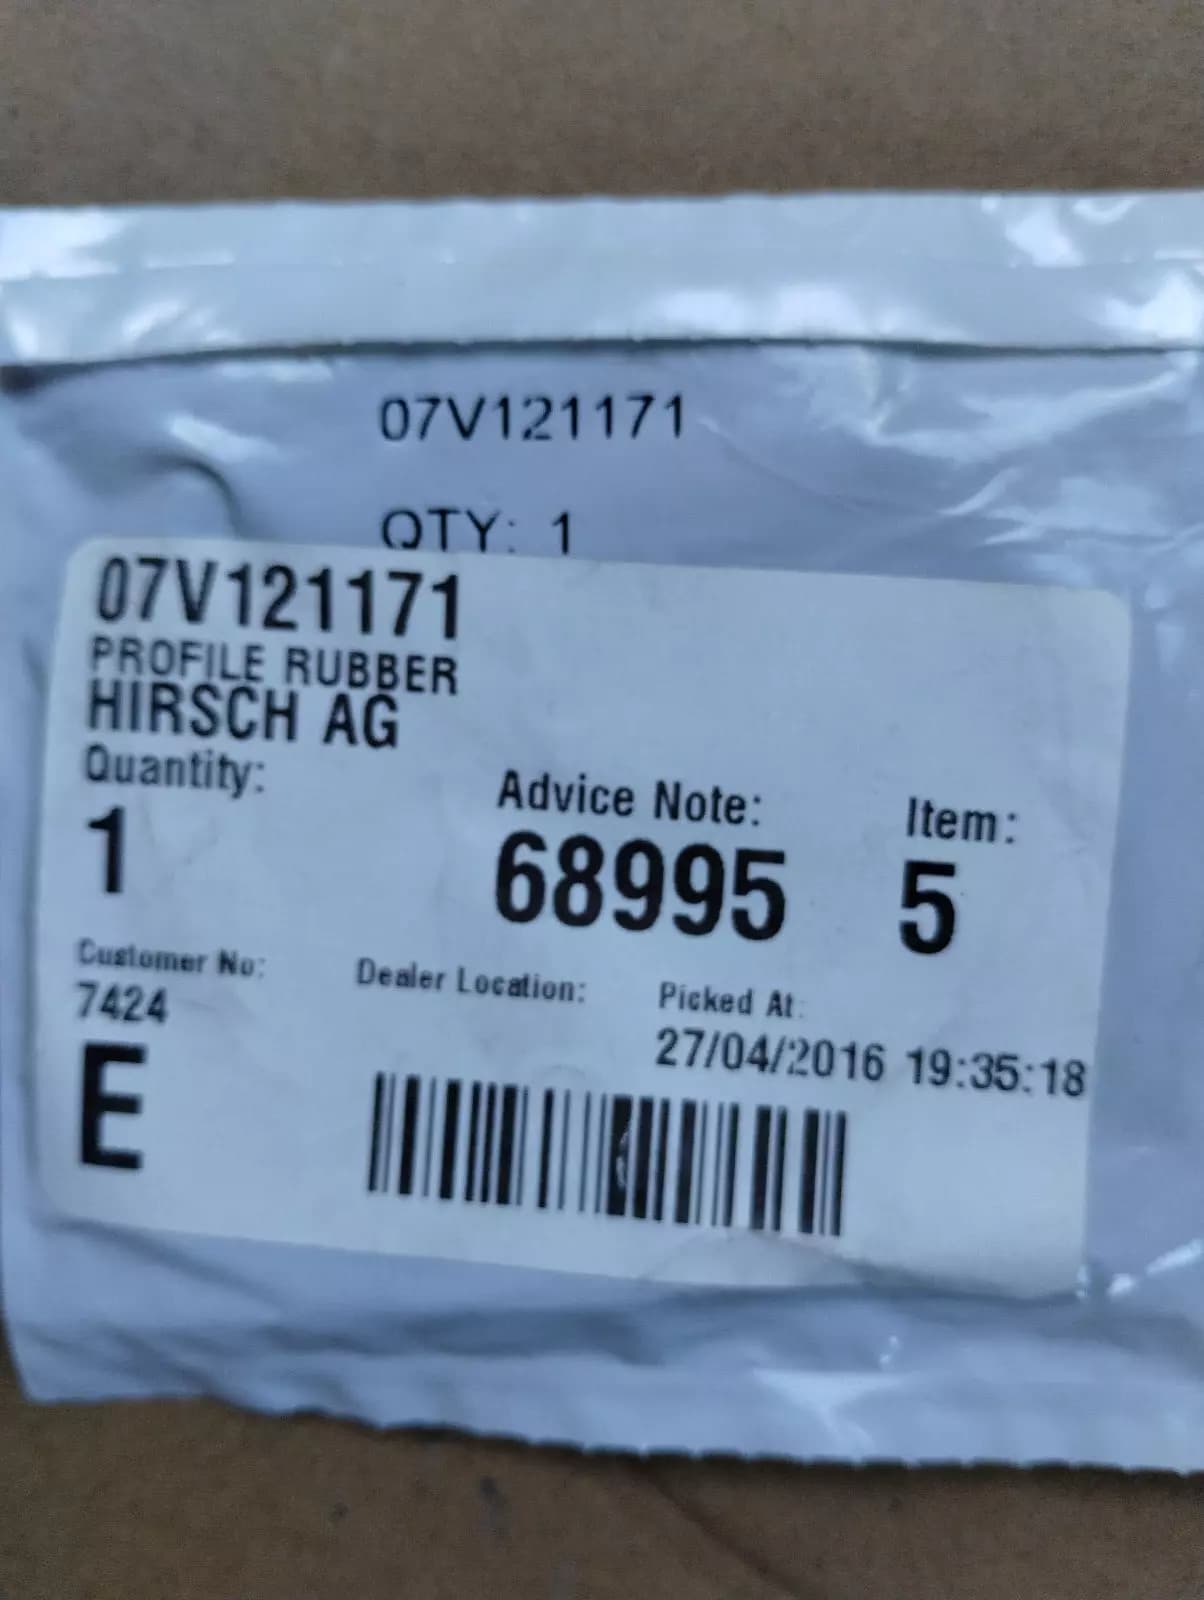 07V121171
QTY: 1
07V121171
PROFILE RUBBER
HIRSCH AG
Quantity:
1
Advice Note:
68995
Item:
5
Customer No:
7424
Dealer Location:
Picked At:
27/04/2016 19:35:18
E